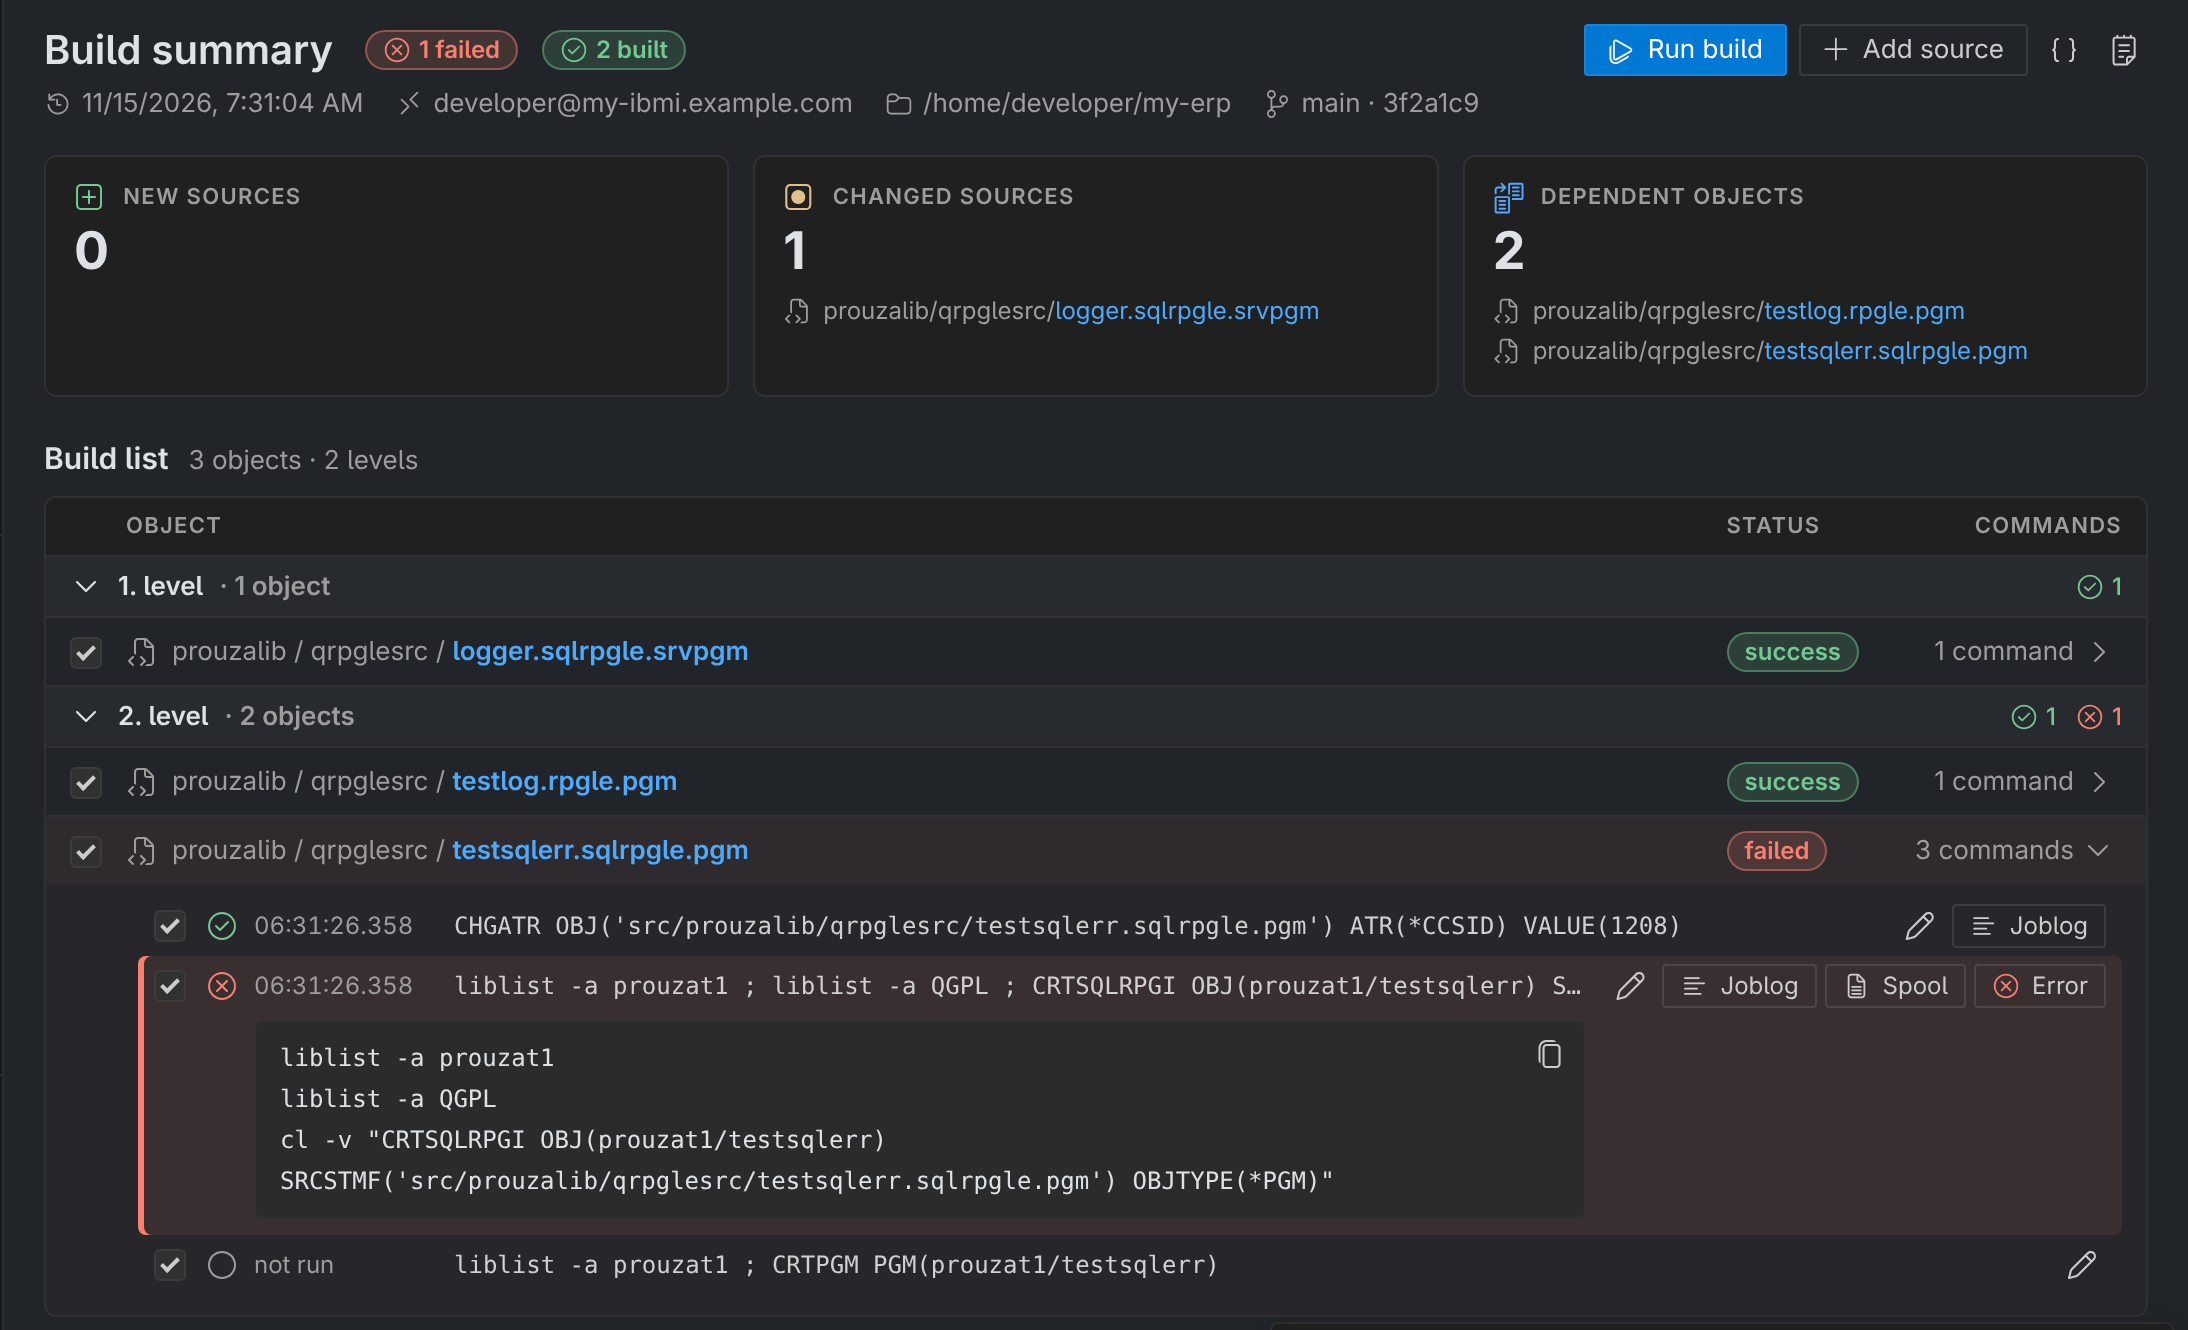 Build summary 1 failed 2 built Run build Add source { }
11/15/2026, 7:31:04 AM developer@my-ibmi.example.com /home/developer/my-erp main · 3f2a1c9
NEW SOURCES
0
CHANGED SOURCES
1
prouzalib/qrpglesrc/logger.sqlrpgle.srvpgm
DEPENDENT OBJECTS
2
prouzalib/qrpglesrc/testlog.rpgle.pgm
prouzalib/qrpglesrc/testsqlerr.sqlrpgle.pgm
Build list 3 objects · 2 levels
OBJECT STATUS COMMANDS
1. level · 1 object 1
prouzalib / qrpglesrc / logger.sqlrpgle.srvpgm success 1 command
2. level · 2 objects 1 1
prouzalib / qrpglesrc / testlog.rpgle.pgm success 1 command
prouzalib / qrpglesrc / testsqlerr.sqlrpgle.pgm failed 3 commands
06:31:26.358 CHGATR OBJ('src/prouzalib/qrpglesrc/testsqlerr.sqlrpgle.pgm') ATR(*CCSID) VALUE(1208) Joblog
06:31:26.358 liblist -a prouzat1 ; liblist -a QGPL ; CRTSQLRPGI OBJ(prouzat1/testsqlerr) S… Joblog Spool Error
liblist -a prouzat1
liblist -a QGPL
cl -v "CRTSQLRPGI OBJ(prouzat1/testsqlerr)
SRCSTMF('src/prouzalib/qrpglesrc/testsqlerr.sqlrpgle.pgm') OBJTYPE(*PGM)"
not run liblist -a prouzat1 ; CRTPGM PGM(prouzat1/testsqlerr)